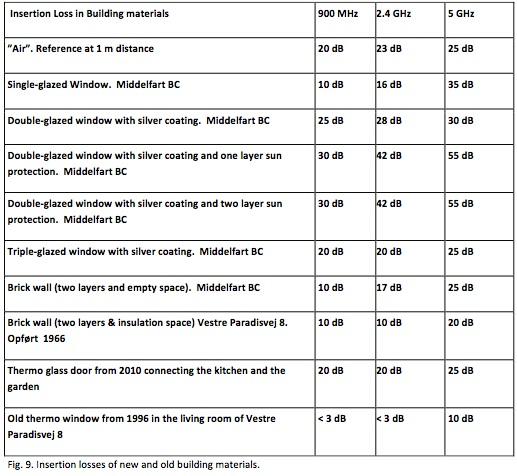 Insertion Loss in Building materials 900 MHz 2.4 GHz 5 GHz
”Air”. Reference at 1 m distance 20 dB 23 dB 25 dB
Single-glazed Window.  Middelfart BC 10 dB 16 dB 35 dB
Double-glazed window with silver coating.  Middelfart BC 25 dB 28 dB 30 dB
Double-glazed window with silver coating and one layer sun 30 dB 42 dB 55 dB
protection.  Middelfart BC
Double-glazed window with silver coating and two layer sun 30 dB 42 dB 55 dB
protection.  Middelfart BC
Triple-glazed window with silver coating.  Middelfart BC 20 dB 20 dB 25 dB
Brick wall (two layers and empty space).  Middelfart BC 10 dB 17 dB 25 dB
Brick wall (two layers & insulation space) Vestre Paradisvej 8. 10 dB 10 dB 20 dB
Opført  1966
Thermo glass door from 2010 connecting the kitchen and the 20 dB 20 dB 25 dB
garden
Old thermo window from 1996 in the living room of Vestre < 3 dB < 3 dB 10 dB
Paradisvej 8
Fig. 9. Insertion losses of new and old building materials.